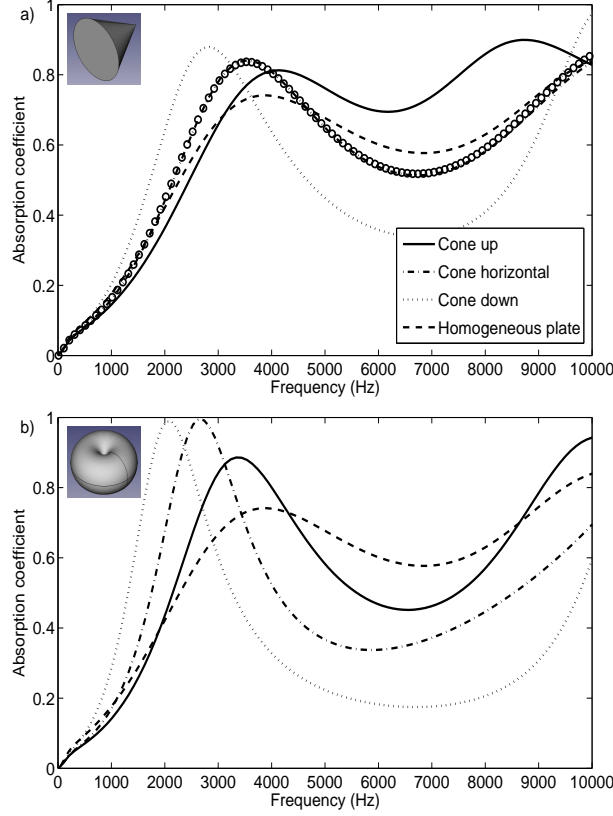 a)
1
0.8
0.6
0.4
0.2
0
Absorption coefficient
Cone up
Cone horizontal
Cone down
Homogeneous plate
0 1000 2000 3000 4000 5000 6000 7000 8000 9000 10000
Frequency (Hz)
b)
1
0.8
0.6
0.4
0.2
0
Absorption coefficient
0 1000 2000 3000 4000 5000 6000 7000 8000 9000 10000
Frequency (Hz)